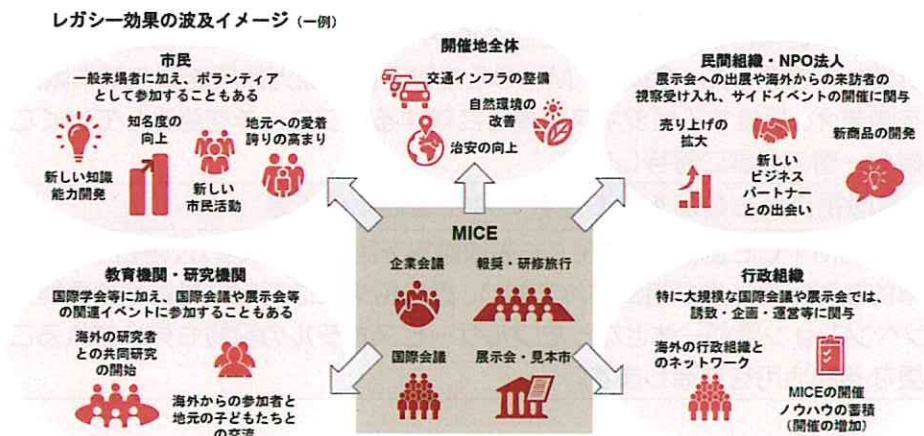 レガシー効果の波及イメージ（一例）
市民
一般来場者に加え、ボランティア
として参加することもある
知名度の
向上
地元への愛着
誇りの高まり
新しい知識
能力開発
新しい
市民活動
開催地全体
交通インフラの整備
自然環境の
改善
治安の向上
民間組織・NPO法人
展示会への出展や海外からの来訪者の
視察受け入れ、サイドイベントの開催に関与
売り上げの
拡大
新商品の開発
新しい
ビジネス
パートナー
との出会い
MICE
企業会議
報奨・研修旅行
国際会議
展示会・見本市
教育機関・研究機関
国際学会等に加え、国際会議や展示会等
の関連イベントに参加することもある
海外の研究者
との共同研究
の開始
海外からの参加者と
地元の子どもたちと
の交流
行政組織
特に大規模な国際会議や展示会では、
誘致・企画・運営等に関与
海外の行政組織と
のネットワーク
MICEの開催
ノウハウの蓄積
（開催の増加）